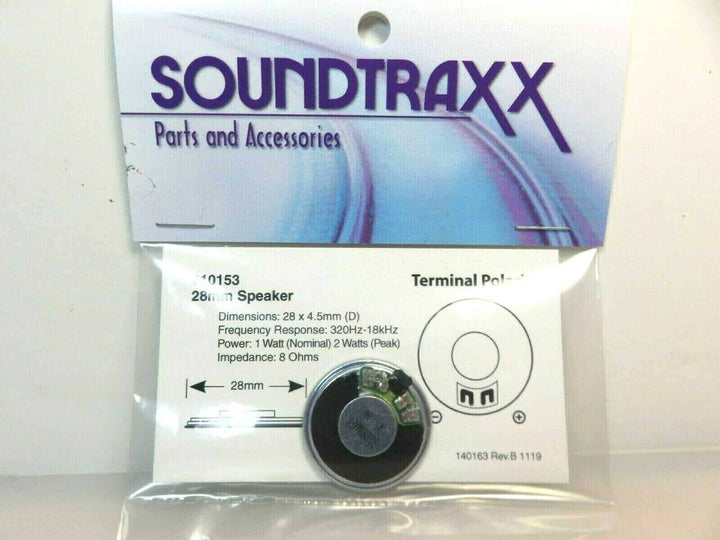 SOUNDTRAXX
Parts and Accessories
10153
28mm Speaker
Dimensions: 28 x 4.5mm (D)
Frequency Response: 320Hz-18kHz
Power: 1 Watt (Nominal) 2 Watts (Peak)
Impedance: 8 Ohms
28mm
Terminal
⊖ ⊕
140163 Rev.B 1119